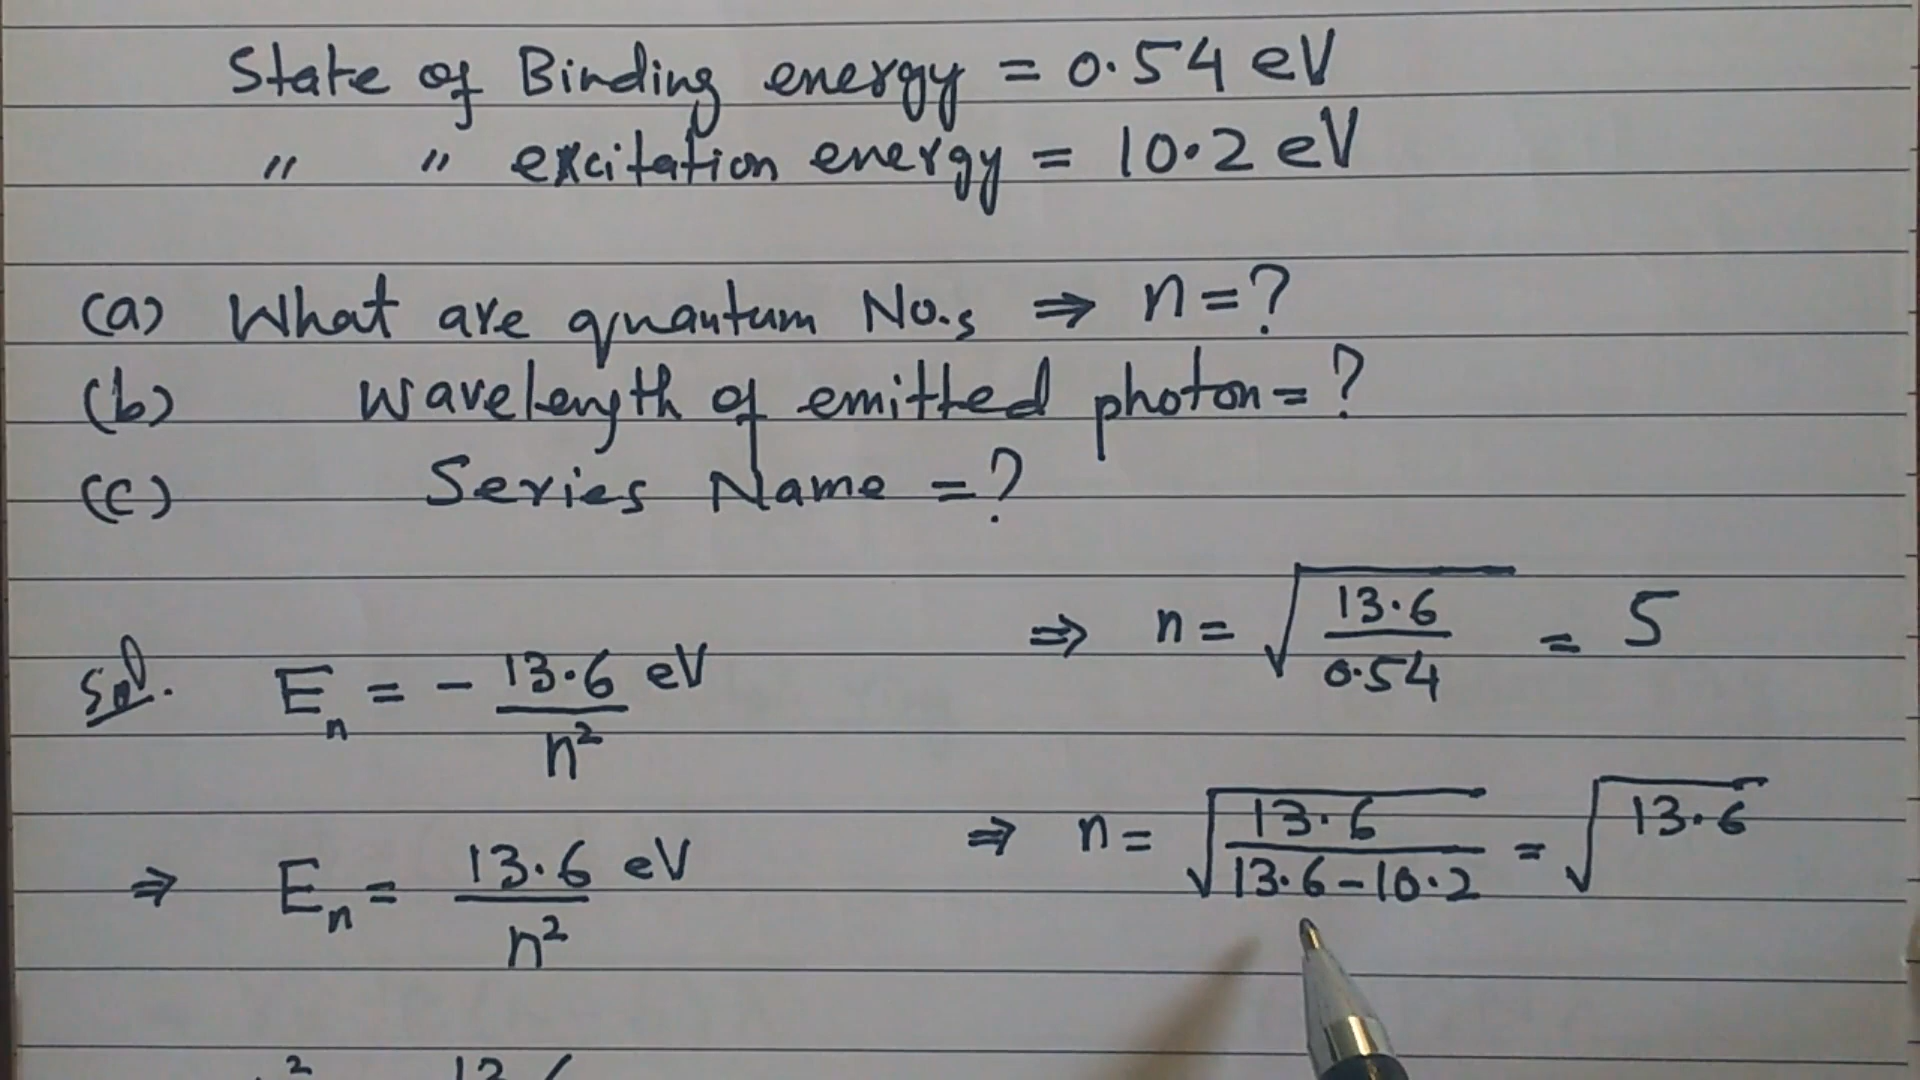 State of Binding energy = 0.54 eV
〃 〃 excitation energy = 10.2 eV
(a) What are quantum No.s ⇒ n = ?
(b) wavelength of emitted photon = ?
(c) Series Name = ?
⇒ n = √(13.6/0.54) = 5
Sol. Eₙ = - 13.6 eV / n²
⇒ n = √(13.6/(13.6-10.2)) = √13.6
⇒ Eₙ = 13.6 eV / n²